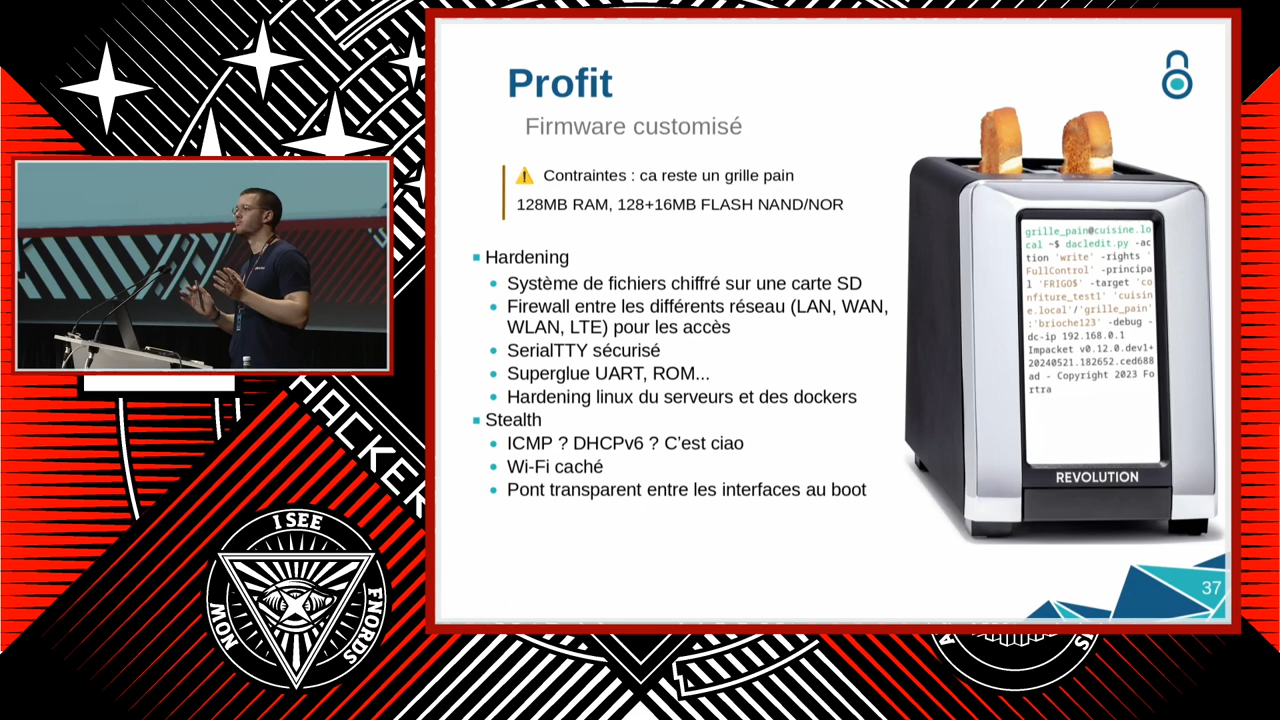 Profit
Firmware customisé
⚠ Contraintes : ca reste un grille pain
128MB RAM, 128+16MB FLASH NAND/NOR
Hardening
Système de fichiers chiffré sur une carte SD
Firewall entre les différents réseau (LAN, WAN,
WLAN, LTE) pour les accès
SerialTTY sécurisé
Superglue UART, ROM...
Hardening linux du serveurs et des dockers
Stealth
ICMP ? DHCPv6 ? C'est ciao
Wi-Fi caché
Pont transparent entre les interfaces au boot
grille_pain@cuisine.lo
cal ~$ dacledit.py -ac
tion 'write' -rights '
FullControl' -principa
l 'FRIGO$' -target 'co
nfiture_test1' 'cuisin
e.local'/'grille_pain'
:'brioche123' -debug -
dc-ip 192.168.0.1
Impacket v0.12.0.dev1+
20240521.182652.ced688
ad - Copyright 2023 Fo
rtra
REVOLUTION
37
HACKER
I SEE
FNORDS
NOW